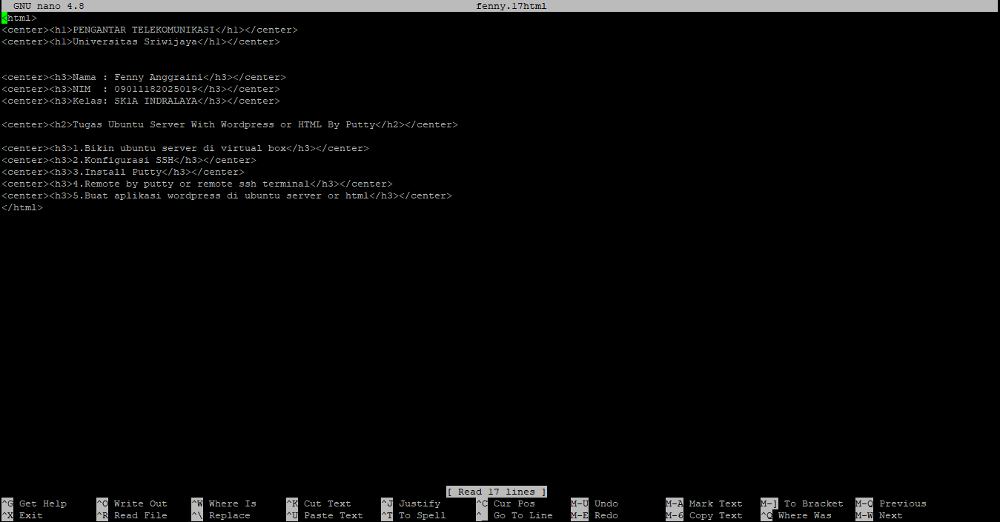 GNU nano 4.8 fenny.17html
<html>
<center><h1>PENGANTAR TELEKOMUNIKASI</h1></center>
<center><h1>Universitas Sriwijaya</h1></center>
<center><h3>Nama : Fenny Anggraini</h3></center>
<center><h3>NIM  : 09011182025019</h3></center>
<center><h3>Kelas: SK1A INDRALAYA</h3></center>
<center><h2>Tugas Ubuntu Server With Wordpress or HTML By Putty</h2></center>
<center><h3>1.Bikin ubuntu server di virtual box</h3></center>
<center><h3>2.Konfigurasi SSH</h3></center>
<center><h3>3.Install Putty</h3></center>
<center><h3>4.Remote by putty or remote ssh terminal</h3></center>
<center><h3>5.Buat aplikasi wordpress di ubuntu server or html</h3></center>
</html>
[ Read 17 lines ]
^G Get Help ^O Write Out ^W Where Is ^K Cut Text ^J Justify ^C Cur Pos M-U Undo M-A Mark Text M-] To Bracket M-Q Previous
^X Exit ^R Read File ^\ Replace ^U Paste Text ^T To Spell ^_ Go To Line M-E Redo M-6 Copy Text ^Q Where Was M-W Next